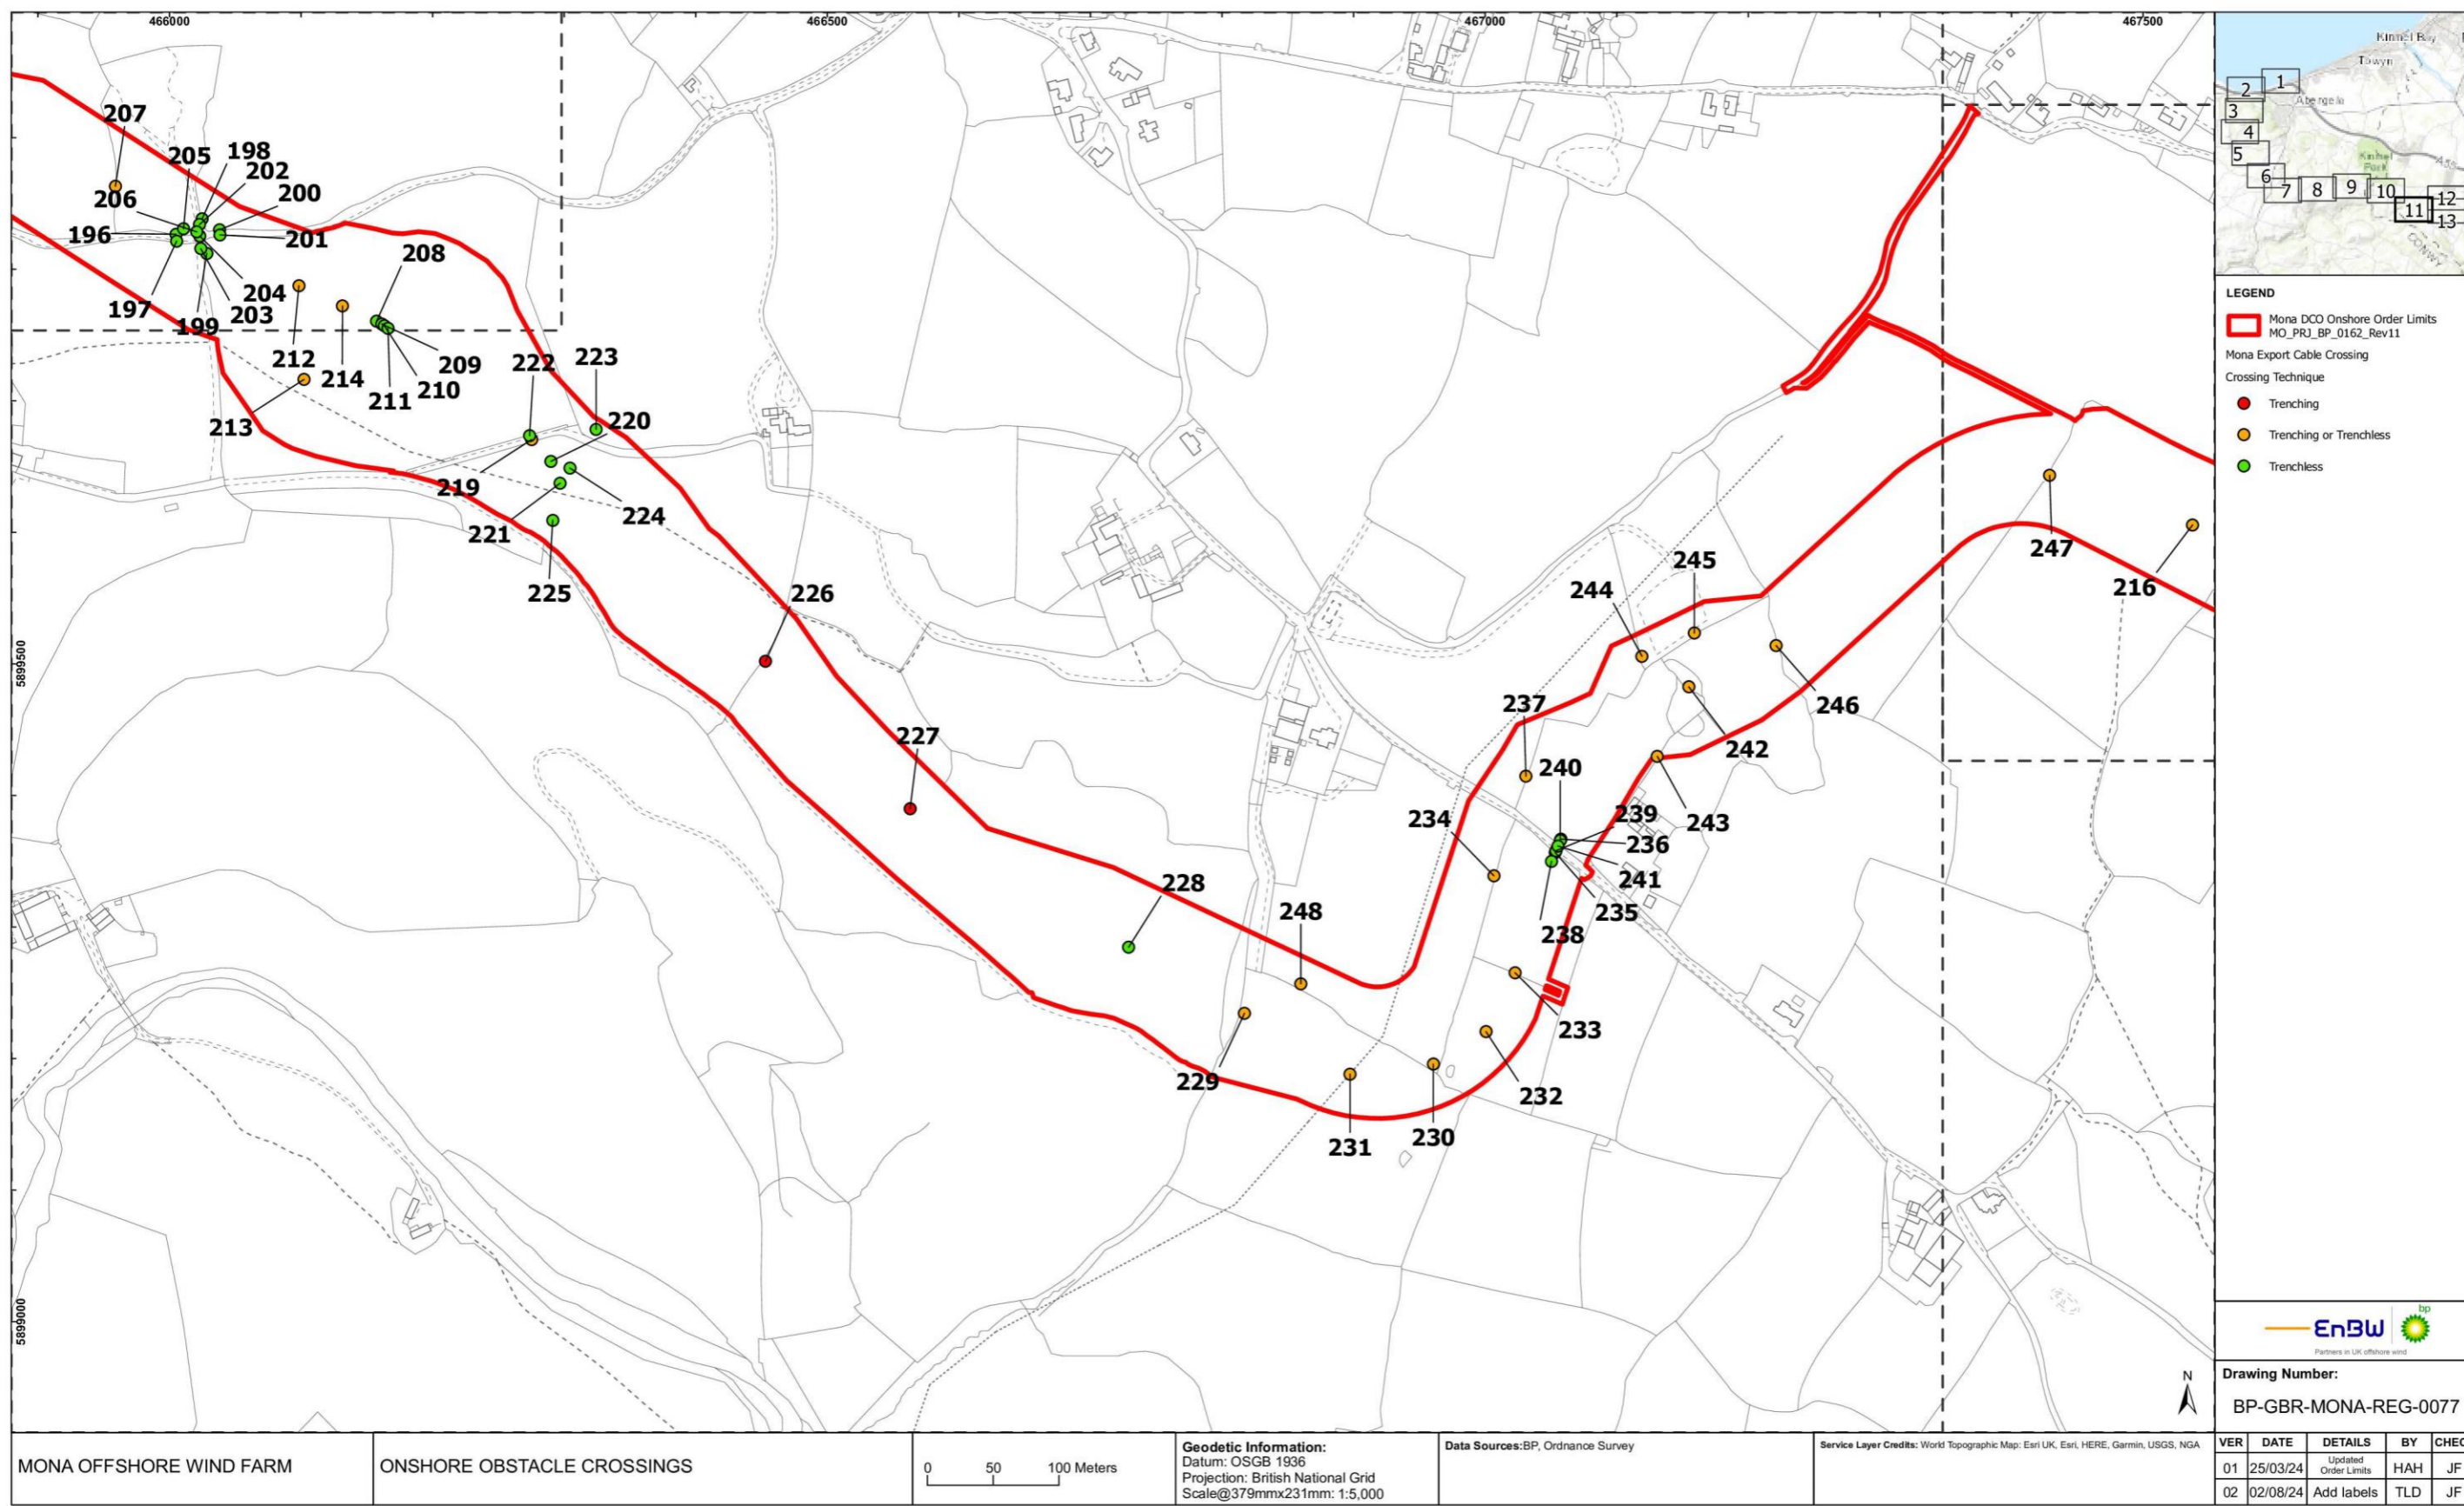 466000
466500
467000
467500
5899500
5899000
207
205
198
202
200
206
196
201
208
197
204
203
199
212
214
213
209
210
211
222
223
220
219
221
224
225
226
227
228
248
229
231
230
232
233
234
237
240
239
236
241
235
238
243
242
244
245
246
247
216
Kinmel Bay
Towyn
Abergele
Kinmel
Park
CONWY
1
2
3
4
5
6
7
8
9
10
11
12
13
LEGEND
Mona DCO Onshore Order Limits
MO_PRJ_BP_0162_Rev11
Mona Export Cable Crossing
Crossing Technique
Trenching
Trenching or Trenchless
Trenchless
EnBW
bp
Partners in UK offshore wind
Drawing Number:
BP-GBR-MONA-REG-0077
N
MONA OFFSHORE WIND FARM
ONSHORE OBSTACLE CROSSINGS
0 50 100 Meters
Geodetic Information:
Datum: OSGB 1936
Projection: British National Grid
Scale@379mmx231mm: 1:5,000
Data Sources:BP, Ordnance Survey
Service Layer Credits: World Topographic Map: Esri UK, Esri, HERE, Garmin, USGS, NGA
VER DATE DETAILS BY CHEC
01 25/03/24 Updated Order Limits HAH JF
02 02/08/24 Add labels TLD JF